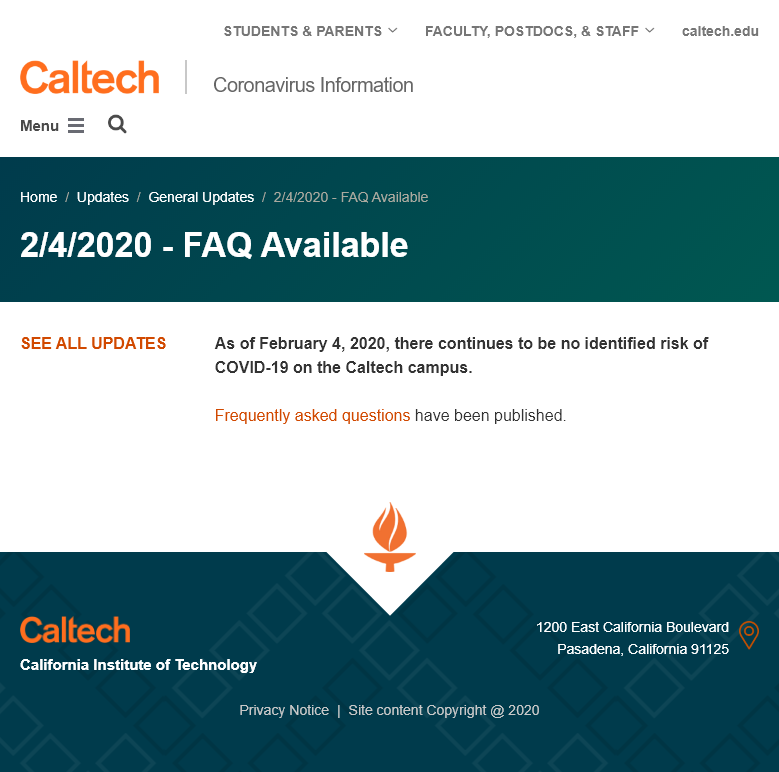 STUDENTS & PARENTS FACULTY, POSTDOCS, & STAFF caltech.edu
Caltech Coronavirus Information
Menu
Home / Updates / General Updates / 2/4/2020 - FAQ Available
2/4/2020 - FAQ Available
SEE ALL UPDATES
As of February 4, 2020, there continues to be no identified risk of
COVID-19 on the Caltech campus.
Frequently asked questions have been published.
Caltech
California Institute of Technology
1200 East California Boulevard
Pasadena, California 91125
Privacy Notice | Site content Copyright @ 2020